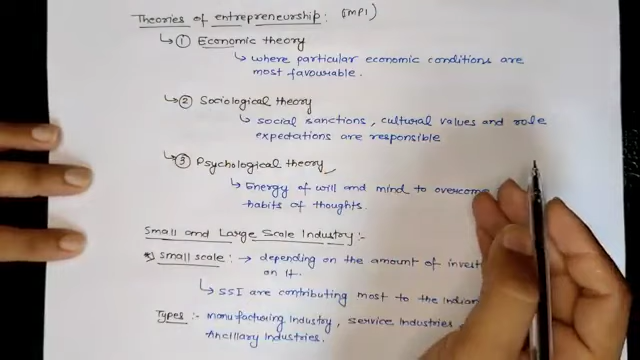 Theories of entrepreneurship: (IMP1)
↳ ① Economic theory
↳ where particular economic conditions are
most favourable.
↳ ② Sociological theory
↳ social sanctions, cultural values and role
expectations are responsible
↳ ③ Psychological theory
↳ Energy of will and mind to overcome
habits of thoughts.
Small and Large Scale Industry :-
*) Small scale : → depending on the amount of invest
on it.
↳ SSI are contributing most to the Indian
Types :- Manufacturing industry, service industries
Ancillary Industries.